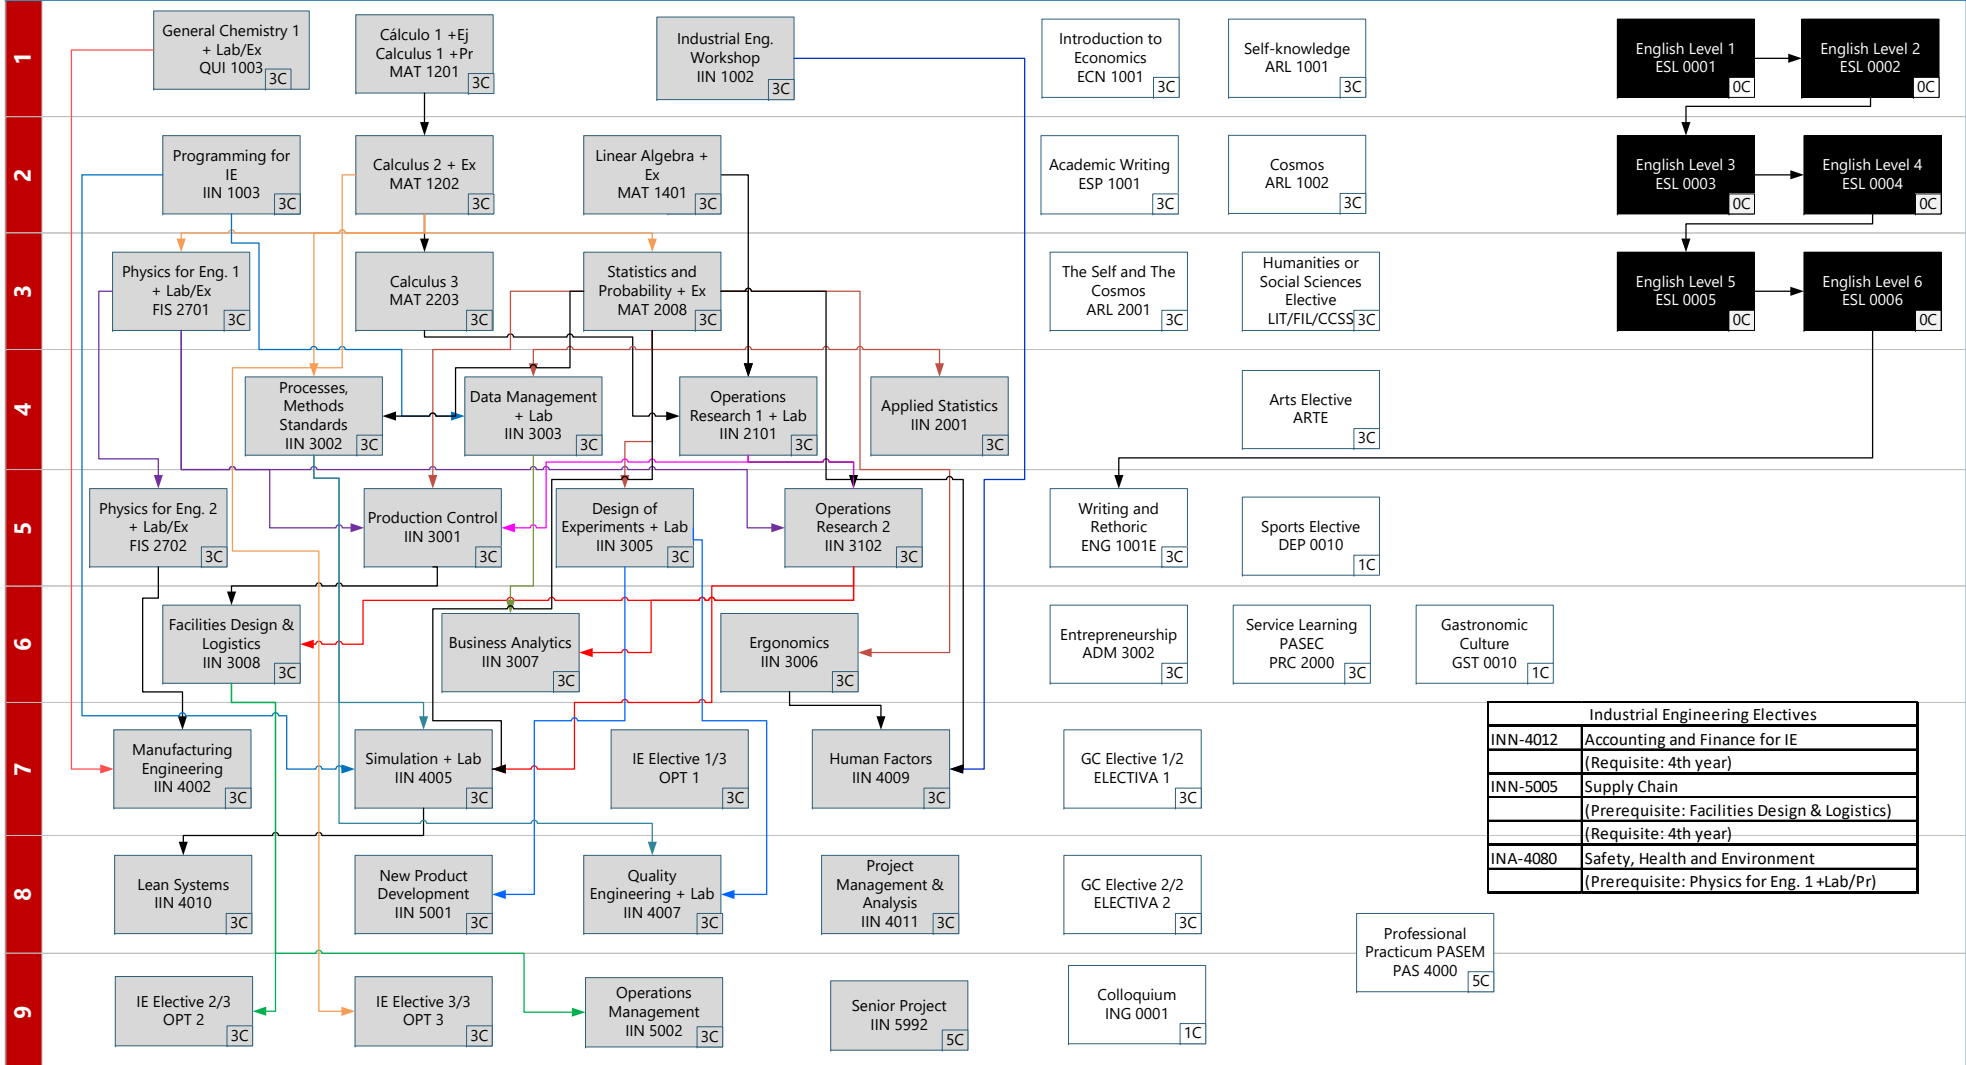 1
General Chemistry 1
+ Lab/Ex
QUI 1003
3C
Cálculo 1 +Ej
Calculus 1 +Pr
MAT 1201
3C
Industrial Eng.
Workshop
IIN 1002
3C
Introduction to
Economics
ECN 1001
3C
Self-knowledge
ARL 1001
3C
English Level 1
ESL 0001
0C
English Level 2
ESL 0002
0C
2
Programming for
IE
IIN 1003
3C
Calculus 2 + Ex
MAT 1202
3C
Linear Algebra +
Ex
MAT 1401
3C
Academic Writing
ESP 1001
3C
Cosmos
ARL 1002
3C
English Level 3
ESL 0003
0C
English Level 4
ESL 0004
0C
3
Physics for Eng. 1
+ Lab/Ex
FIS 2701
3C
Calculus 3
MAT 2203
3C
Statistics and
Probability + Ex
MAT 2008
3C
The Self and The
Cosmos
ARL 2001
3C
Humanities or
Social Sciences
Elective
LIT/FIL/CCSS
3C
English Level 5
ESL 0005
0C
English Level 6
ESL 0006
0C
4
Processes,
Methods
Standards
IIN 3002
3C
Data Management
+ Lab
IIN 3003
3C
Operations
Research 1 + Lab
IIN 2101
3C
Applied Statistics
IIN 2001
3C
Arts Elective
ARTE
3C
5
Physics for Eng. 2
+ Lab/Ex
FIS 2702
3C
Production Control
IIN 3001
3C
Design of
Experiments + Lab
IIN 3005
3C
Operations
Research 2
IIN 3102
3C
Writing and
Rethoric
ENG 1001E
3C
Sports Elective
DEP 0010
1C
6
Facilities Design &
Logistics
IIN 3008
3C
Business Analytics
IIN 3007
3C
Ergonomics
IIN 3006
3C
Entrepreneurship
ADM 3002
3C
Service Learning
PASEC
PRC 2000
3C
Gastronomic
Culture
GST 0010
1C
7
Manufacturing
Engineering
IIN 4002
3C
Simulation + Lab
IIN 4005
3C
IE Elective 1/3
OPT 1
3C
Human Factors
IIN 4009
3C
GC Elective 1/2
ELECTIVA 1
3C
Industrial Engineering Electives
INN-4012 Accounting and Finance for IE
(Requisite: 4th year)
INN-5005 Supply Chain
(Prerequisite: Facilities Design & Logistics)
(Requisite: 4th year)
INA-4080 Safety, Health and Environment
(Prerequisite: Physics for Eng. 1 +Lab/Pr)
8
Lean Systems
IIN 4010
3C
New Product
Development
IIN 5001
3C
Quality
Engineering + Lab
IIN 4007
3C
Project
Management &
Analysis
IIN 4011
3C
GC Elective 2/2
ELECTIVA 2
3C
Professional
Practicum PASEM
PAS 4000
5C
9
IE Elective 2/3
OPT 2
3C
IE Elective 3/3
OPT 3
3C
Operations
Management
IIN 5002
3C
Senior Project
IIN 5992
5C
Colloquium
ING 0001
1C